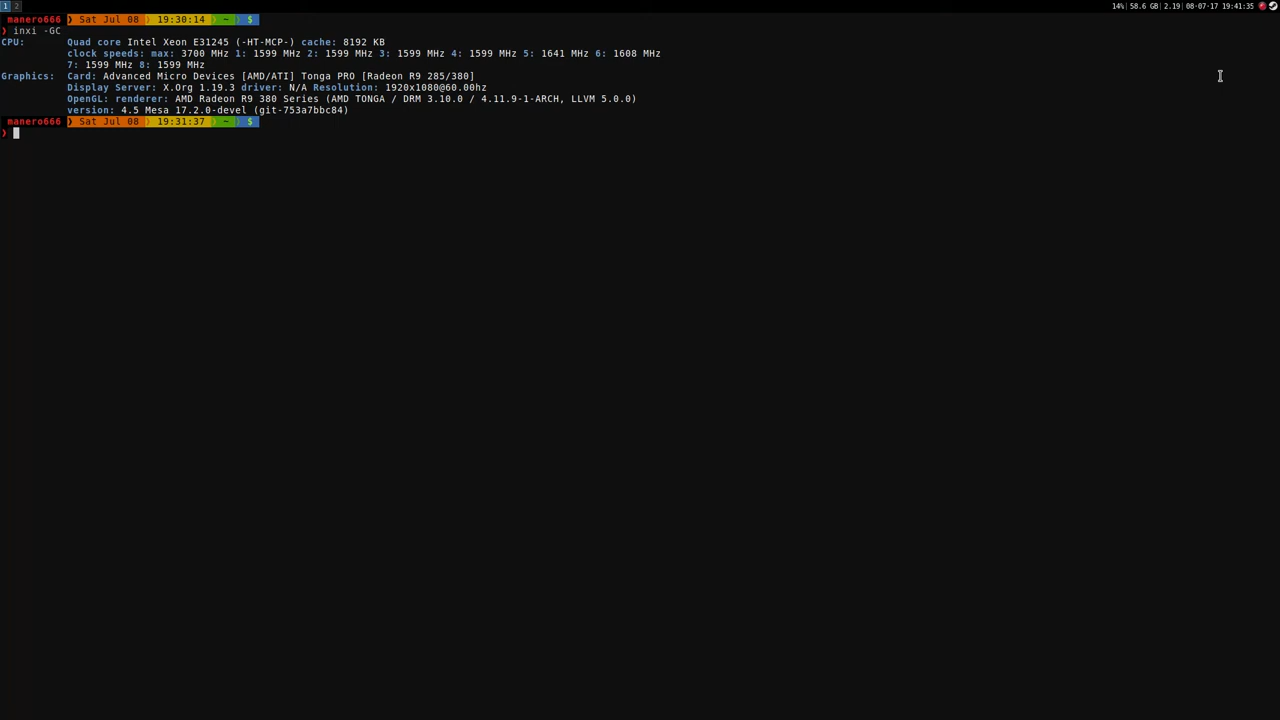 1 2 14% 58.6 GB 2.19 08-07-17 19:41:35
manero666 ❯ Sat Jul 08 ❯ 19:30:14 ❯ ~ ❯ $
❯ inxi -GC
CPU: Quad core Intel Xeon E31245 (-HT-MCP-) cache: 8192 KB
clock speeds: max: 3700 MHz 1: 1599 MHz 2: 1599 MHz 3: 1599 MHz 4: 1599 MHz 5: 1641 MHz 6: 1608 MHz
7: 1599 MHz 8: 1599 MHz
Graphics: Card: Advanced Micro Devices [AMD/ATI] Tonga PRO [Radeon R9 285/380]
Display Server: X.Org 1.19.3 driver: N/A Resolution: 1920x1080@60.00hz
OpenGL: renderer: AMD Radeon R9 380 Series (AMD TONGA / DRM 3.10.0 / 4.11.9-1-ARCH, LLVM 5.0.0)
version: 4.5 Mesa 17.2.0-devel (git-753a7bbc84)
manero666 ❯ Sat Jul 08 ❯ 19:31:37 ❯ ~ ❯ $
❯